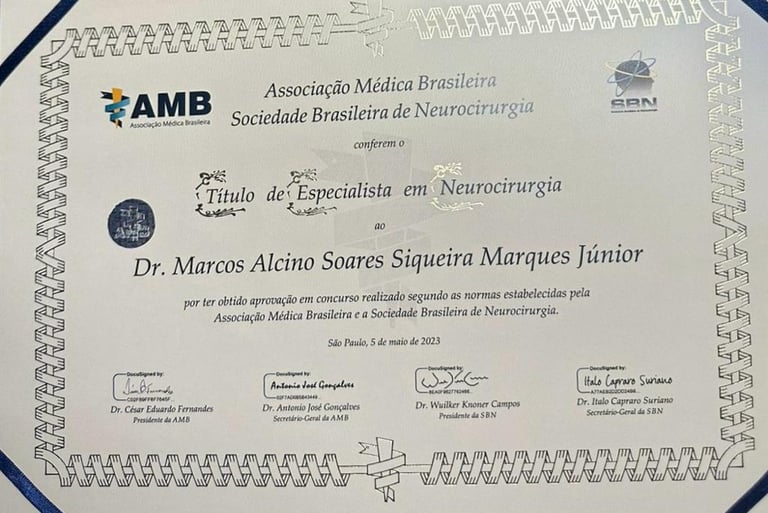 AMB
Associação Médica Brasileira
Associação Médica Brasileira
Sociedade Brasileira de Neurocirurgia
SBN
conferem o
Título de Especialista em Neurocirurgia
ao
Dr. Marcos Alcino Soares Siqueira Marques Júnior
por ter obtido aprovação em concurso realizado segundo as normas estabelecidas pela
Associação Médica Brasileira e a Sociedade Brasileira de Neurocirurgia.
São Paulo, 5 de maio de 2023
DocuSigned by:
Dr. César Eduardo Fernandes
Presidente da AMB
DocuSigned by:
Antonio José Gonçalves
Dr. Antonio José Gonçalves
Secretário-Geral da AMB
DocuSigned by:
Dr. Wuilker Knoner Campos
Presidente da SBN
DocuSigned by:
Italo Capraro Suriano
Dr. Italo Capraro Suriano
Secretário-Geral da SBN